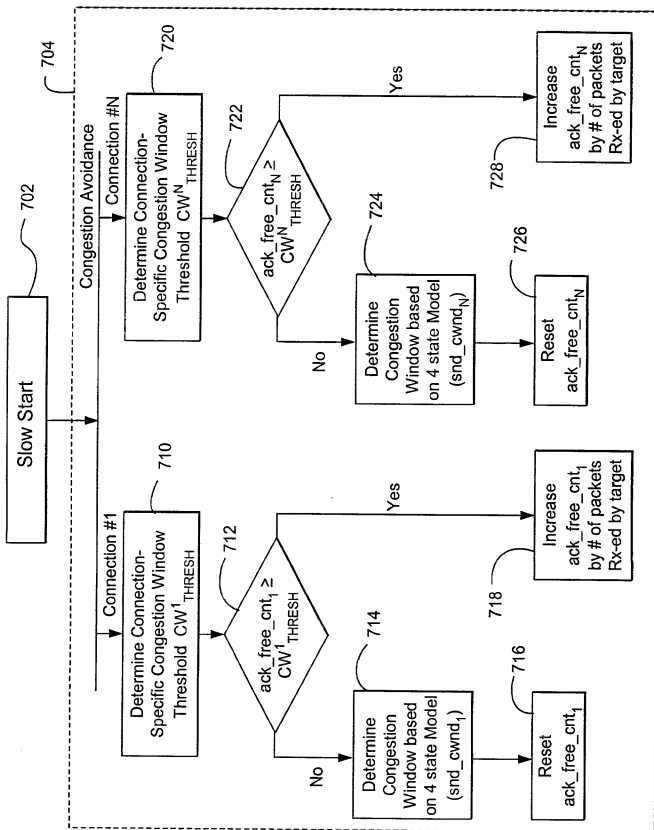 Slow Start
702
704
Congestion Avoidance
Connection #1
Connection #N
Determine Connection-
Specific Congestion Window
Threshold CW¹THRESH
710
ack_free_cnt₁ ≥
CW¹THRESH
712
No
Yes
Determine
Congestion
Window based
on 4 state Model
(snd_cwnd₁)
714
Reset
ack_free_cnt₁
716
Increase
ack_free_cnt₁
by # of packets
Rx-ed by target
718
Determine Connection-
Specific Congestion Window
Threshold CWᴺTHRESH
720
ack_free_cntN ≥
CWᴺTHRESH
722
No
Yes
Determine
Congestion
Window based
on 4 state Model
(snd_cwndN)
724
Reset
ack_free_cntN
726
Increase
ack_free_cntN
by # of packets
Rx-ed by target
728